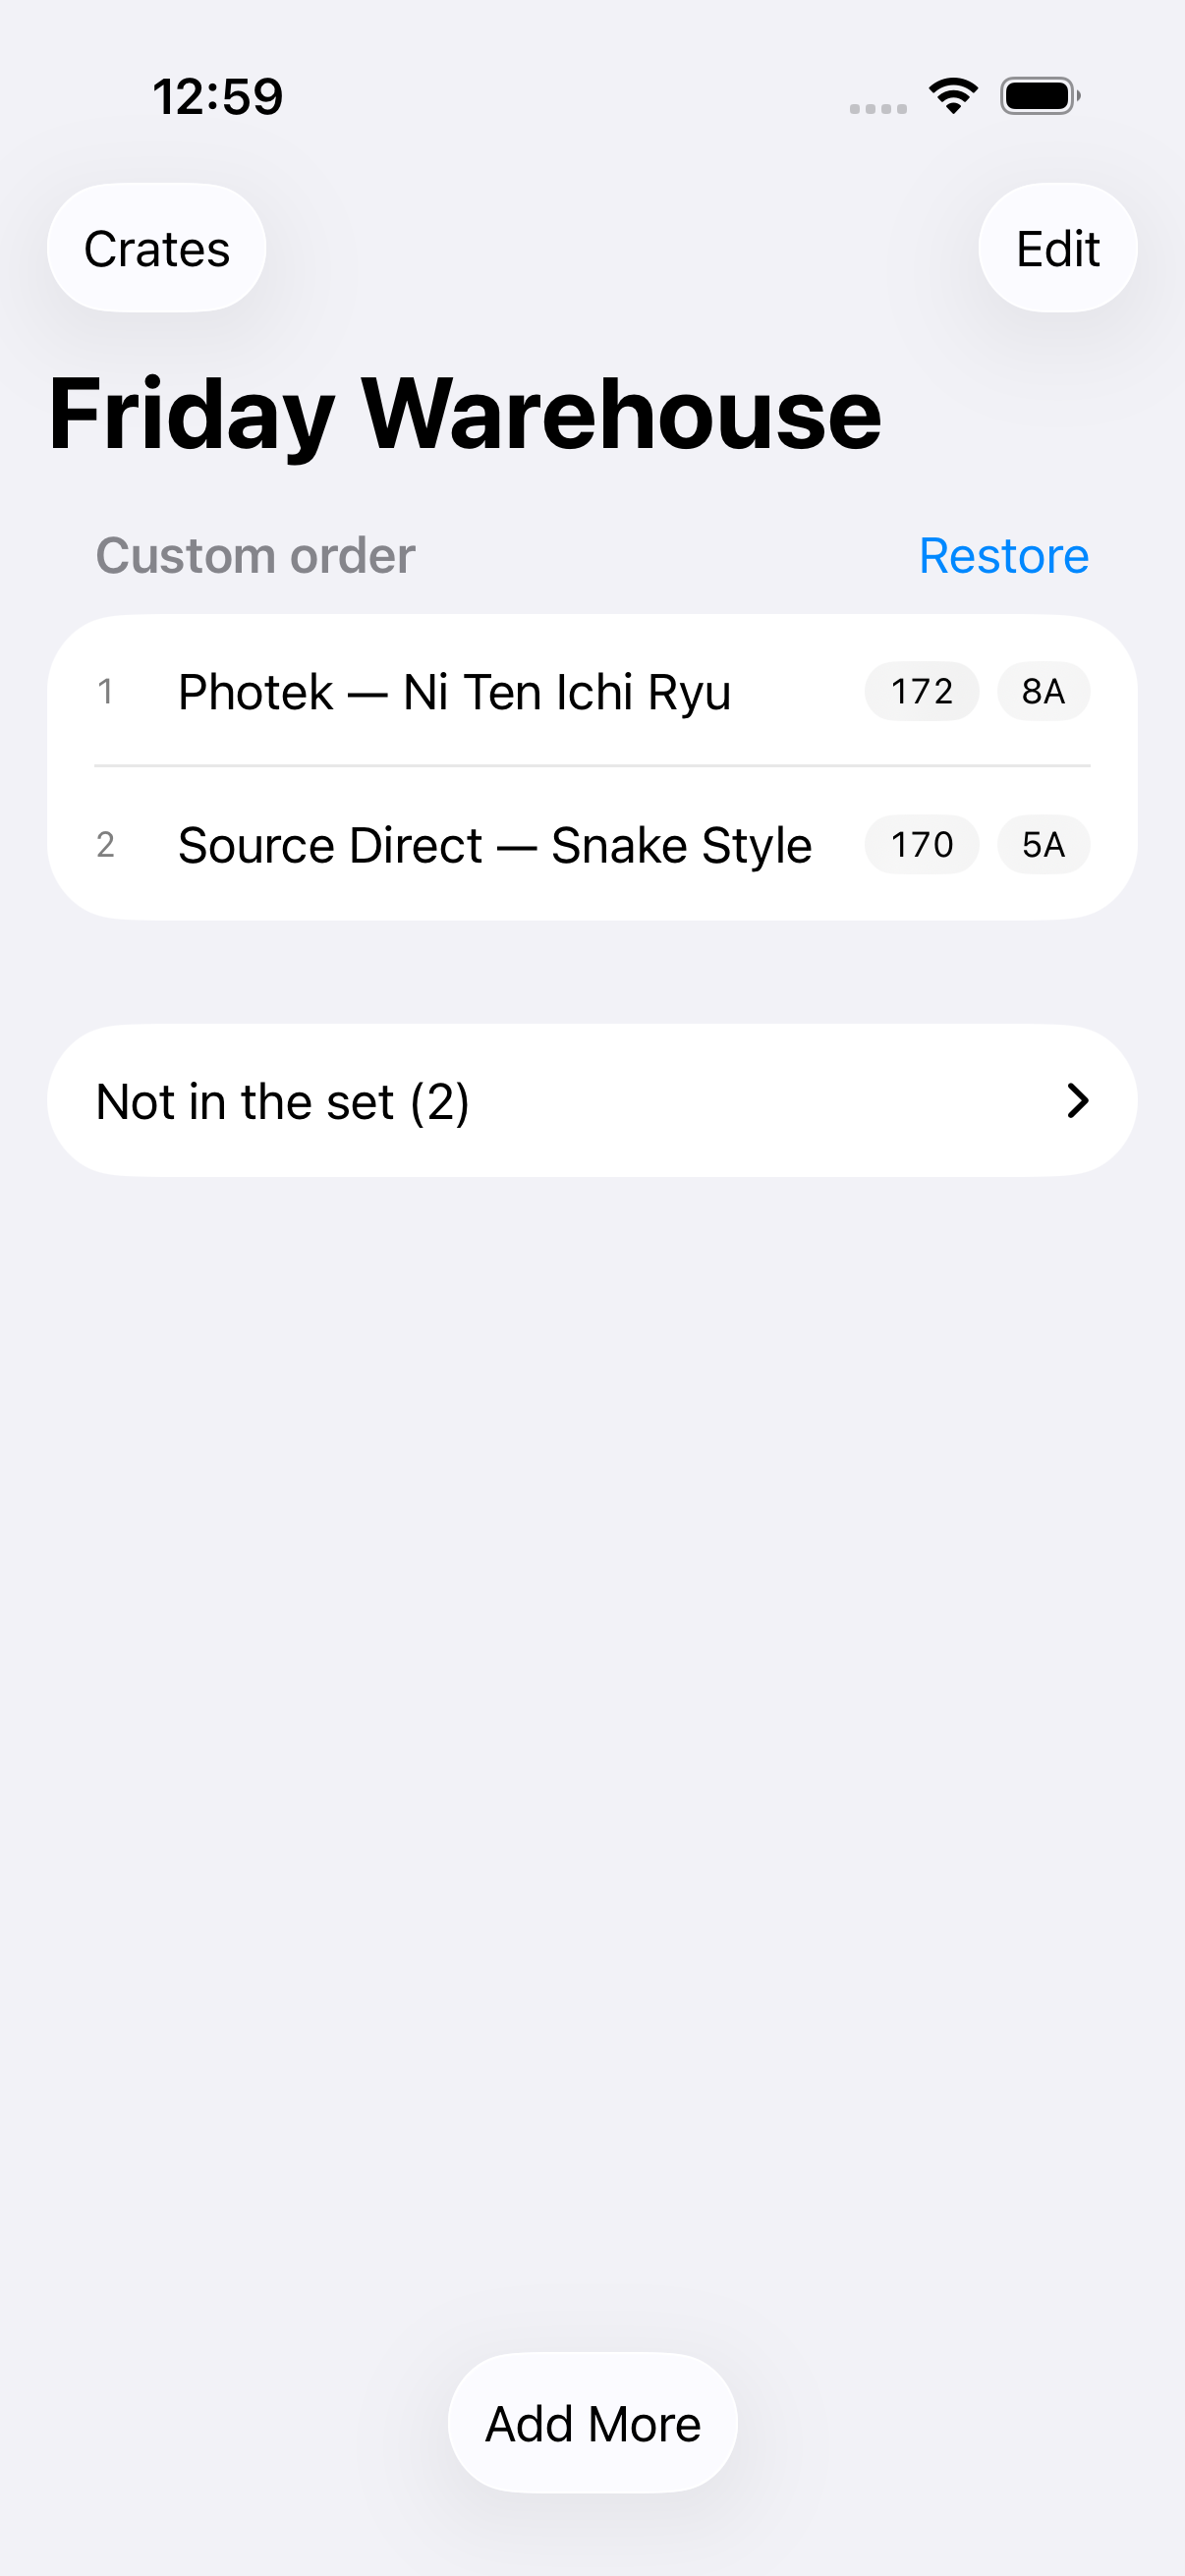 12:59
Crates Edit
Friday Warehouse
Custom order Restore
1 Photek — Ni Ten Ichi Ryu 172 8A
2 Source Direct — Snake Style 170 5A
Not in the set (2)
Add More